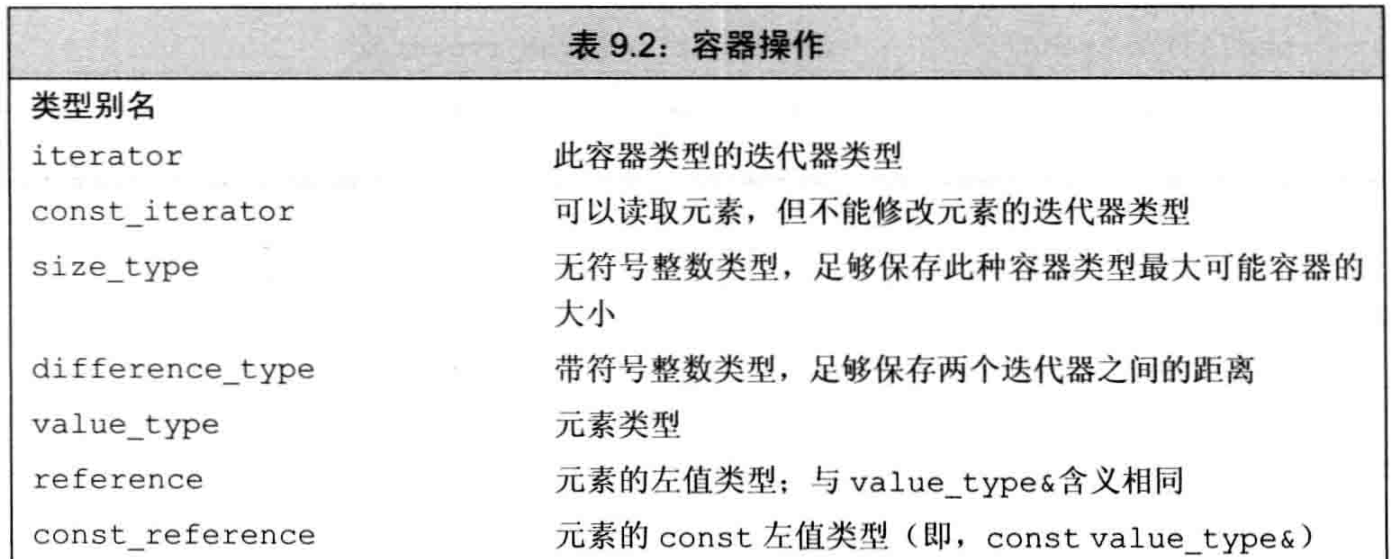 表 9.2：容器操作
类型别名
iterator 此容器类型的迭代器类型
const_iterator 可以读取元素，但不能修改元素的迭代器类型
size_type 无符号整数类型，足够保存此种容器类型最大可能容器的
大小
difference_type 带符号整数类型，足够保存两个迭代器之间的距离
value_type 元素类型
reference 元素的左值类型；与 value_type&含义相同
const_reference 元素的 const 左值类型（即，const value_type&）